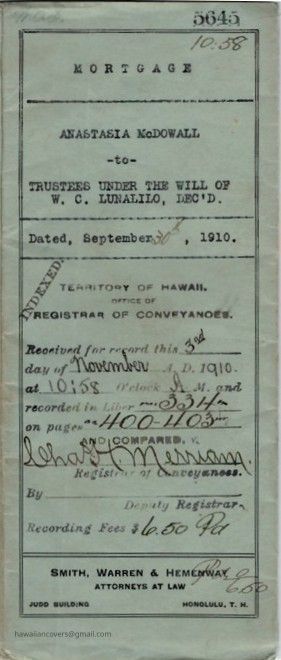 5645
10:58
MORTGAGE
ANASTASIA McDOWALL
-to-
TRUSTEES UNDER THE WILL OF
W. C. LUNALILO, DEC'D.
Dated, September 30th, 1910.
INDEXED.
TERRITORY OF HAWAII.
OFFICE OF
REGISTRAR OF CONVEYANCES.
Received for record this 3rd
day of November A. D. 1910.
at 10:58 O'clock A M. and
recorded in Liber 334
on pages 400-403
AND COMPARED.
Chas H Merriam.
Registrar of Conveyances.
By
Deputy Registrar.
Recording Fees $6.50 Pd
SMITH, WARREN & HEMENWAY
ATTORNEYS AT LAW
6.50
JUDD BUILDING HONOLULU, T. H.
hawaiiancovers@gmail.com